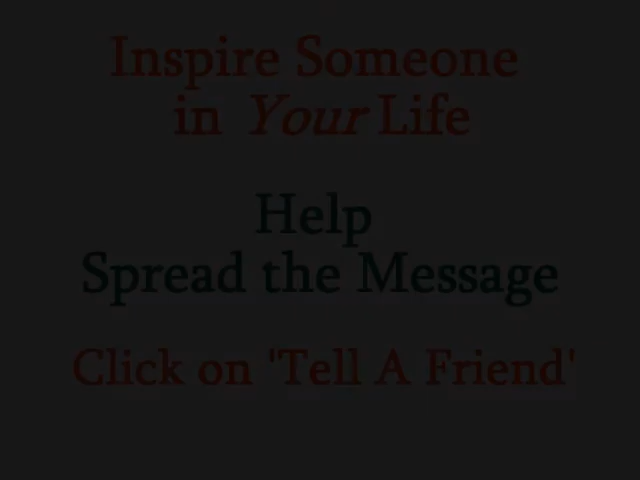 Inspire Someone
in Your Life
Help
Spread the Message
Click on 'Tell A Friend'